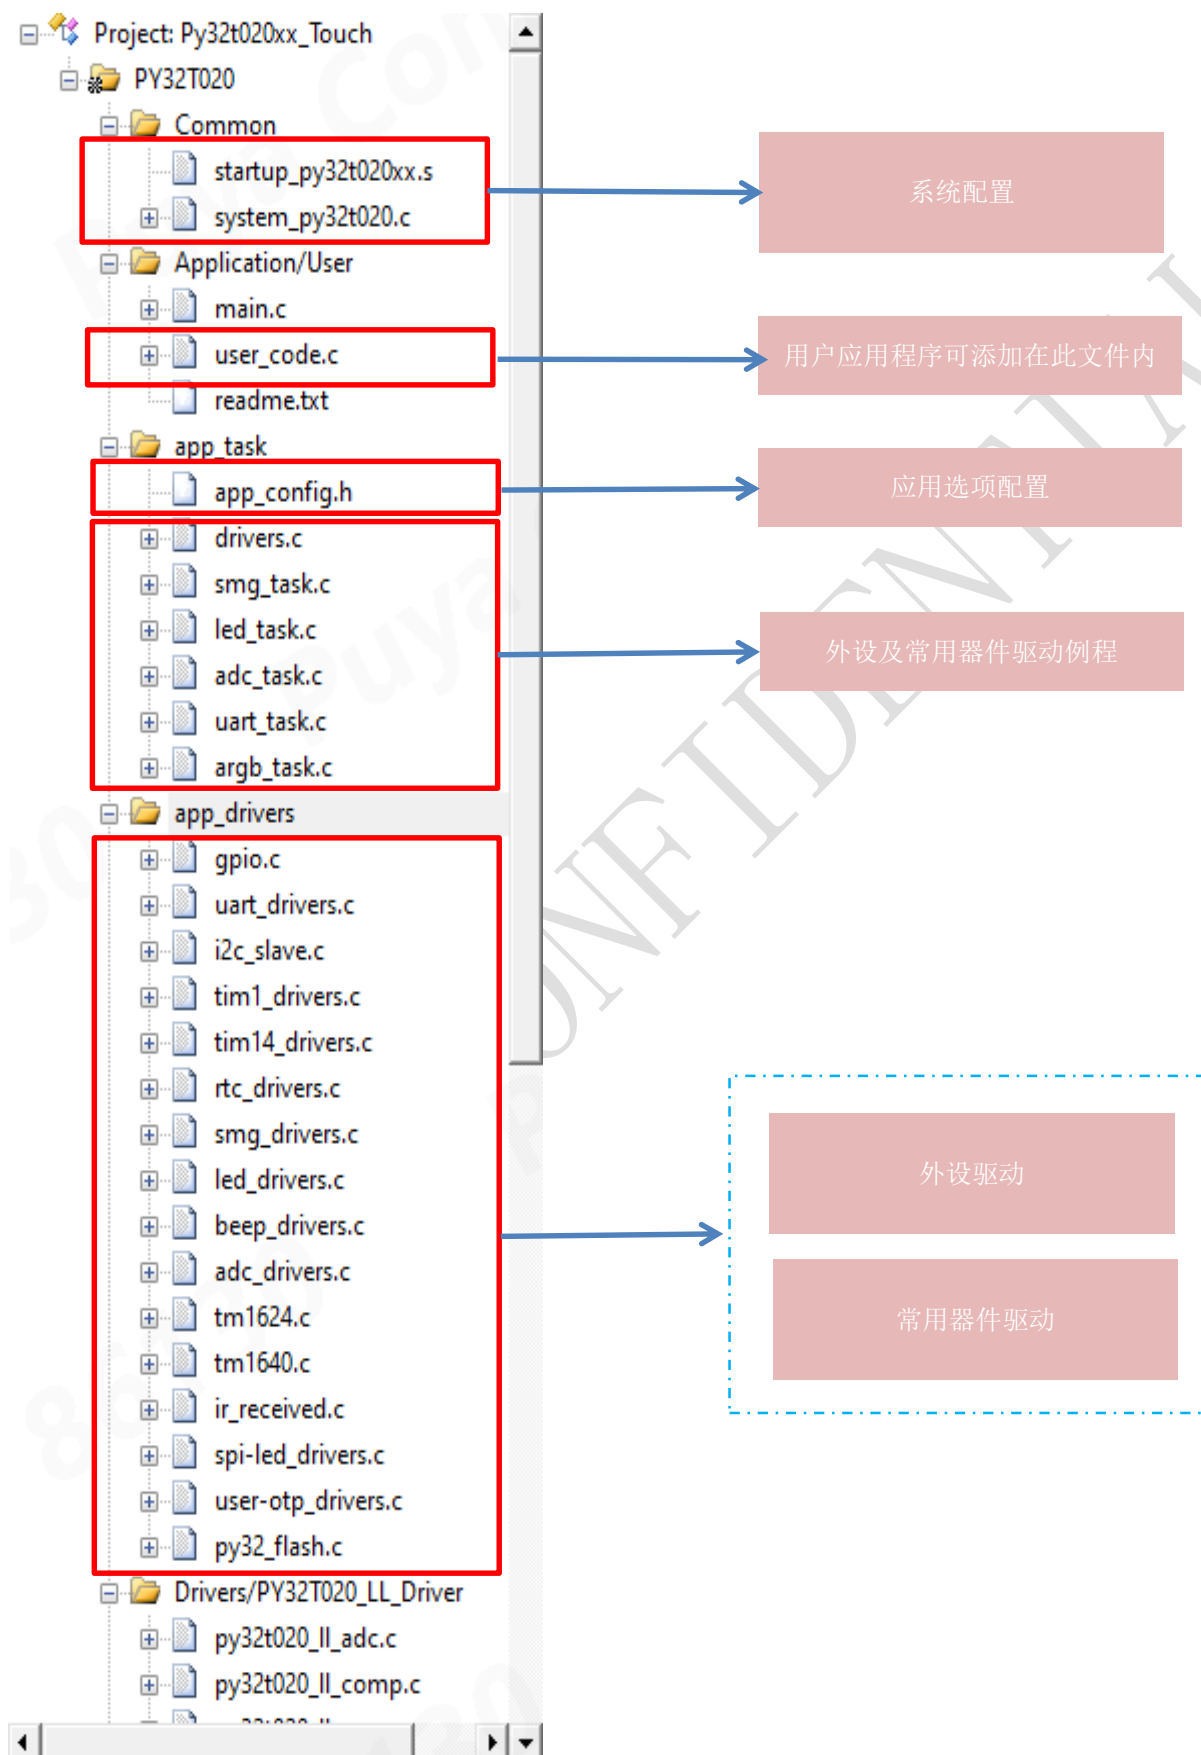 Project: Py32t020xx_Touch
PY32T020
Common
startup_py32t020xx.s
system_py32t020.c
系统配置
Application/User
main.c
user_code.c
用户应用程序可添加在此文件内
readme.txt
app_task
app_config.h
应用选项配置
drivers.c
smg_task.c
led_task.c
外设及常用器件驱动例程
adc_task.c
uart_task.c
argb_task.c
app_drivers
gpio.c
uart_drivers.c
i2c_slave.c
tim1_drivers.c
tim14_drivers.c
rtc_drivers.c
smg_drivers.c
led_drivers.c
外设驱动
beep_drivers.c
adc_drivers.c
tm1624.c
常用器件驱动
tm1640.c
ir_received.c
spi-led_drivers.c
user-otp_drivers.c
py32_flash.c
Drivers/PY32T020_LL_Driver
py32t020_ll_adc.c
py32t020_ll_comp.c